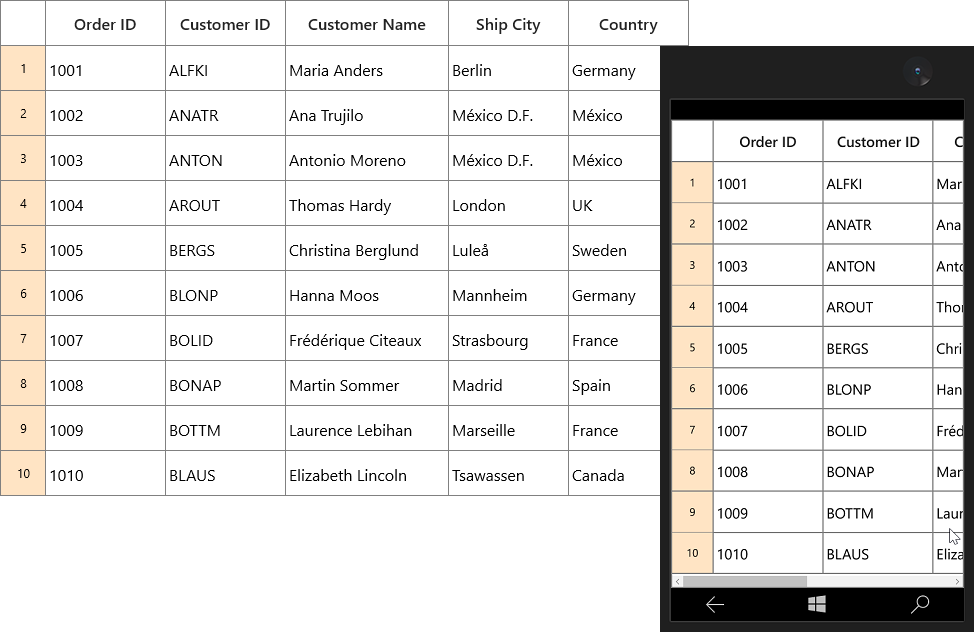 Order ID Customer ID Customer Name Ship City Country
1 1001 ALFKI Maria Anders Berlin Germany
2 1002 ANATR Ana Trujilo México D.F. México
3 1003 ANTON Antonio Moreno México D.F. México
4 1004 AROUT Thomas Hardy London UK
5 1005 BERGS Christina Berglund Luleå Sweden
6 1006 BLONP Hanna Moos Mannheim Germany
7 1007 BOLID Frédérique Citeaux Strasbourg France
8 1008 BONAP Martin Sommer Madrid Spain
9 1009 BOTTM Laurence Lebihan Marseille France
10 1010 BLAUS Elizabeth Lincoln Tsawassen Canada
Order ID Customer ID C
1 1001 ALFKI Mar
2 1002 ANATR Ana
3 1003 ANTON Anto
4 1004 AROUT Thor
5 1005 BERGS Chri
6 1006 BLONP Han
7 1007 BOLID Fréd
8 1008 BONAP Mar
9 1009 BOTTM Laur
10 1010 BLAUS Eliza